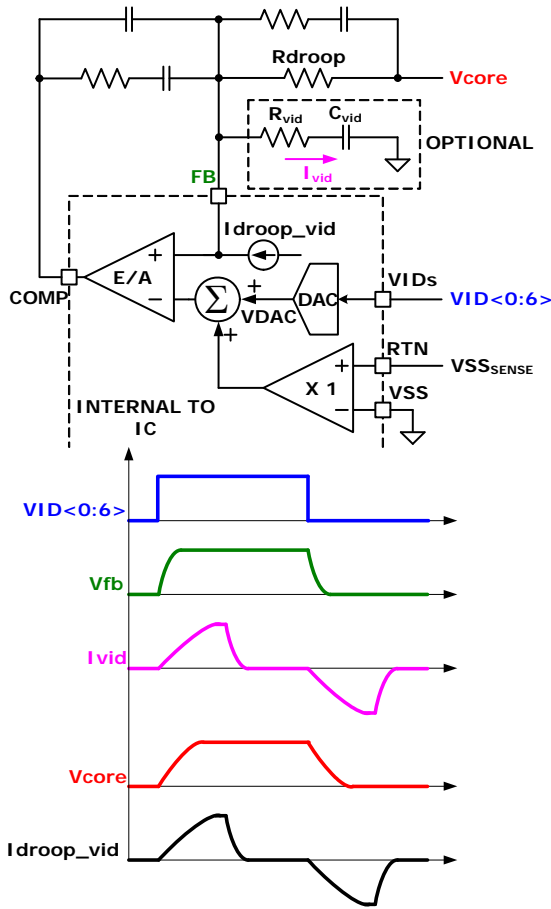 Rdroop
Vcore
Rvid
Cvid
OPTIONAL
Ivid
FB
Idroop_vid
+
E/A
−
COMP
Σ
+
+
VDAC
DAC
VIDs
VID<0:6>
RTN
VSSSENSE
+
X 1
−
VSS
INTERNAL TO
IC
VID<0:6>
Vfb
Ivid
Vcore
Idroop_vid